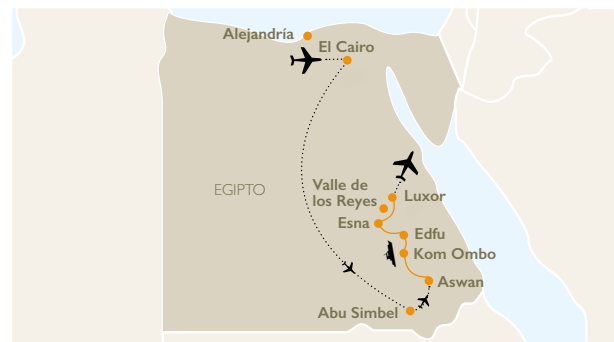 Alejandría
El Cairo
EGIPTO
Valle de
los Reyes
Luxor
Esna
Edfu
Kom Ombo
Aswan
Abu Simbel